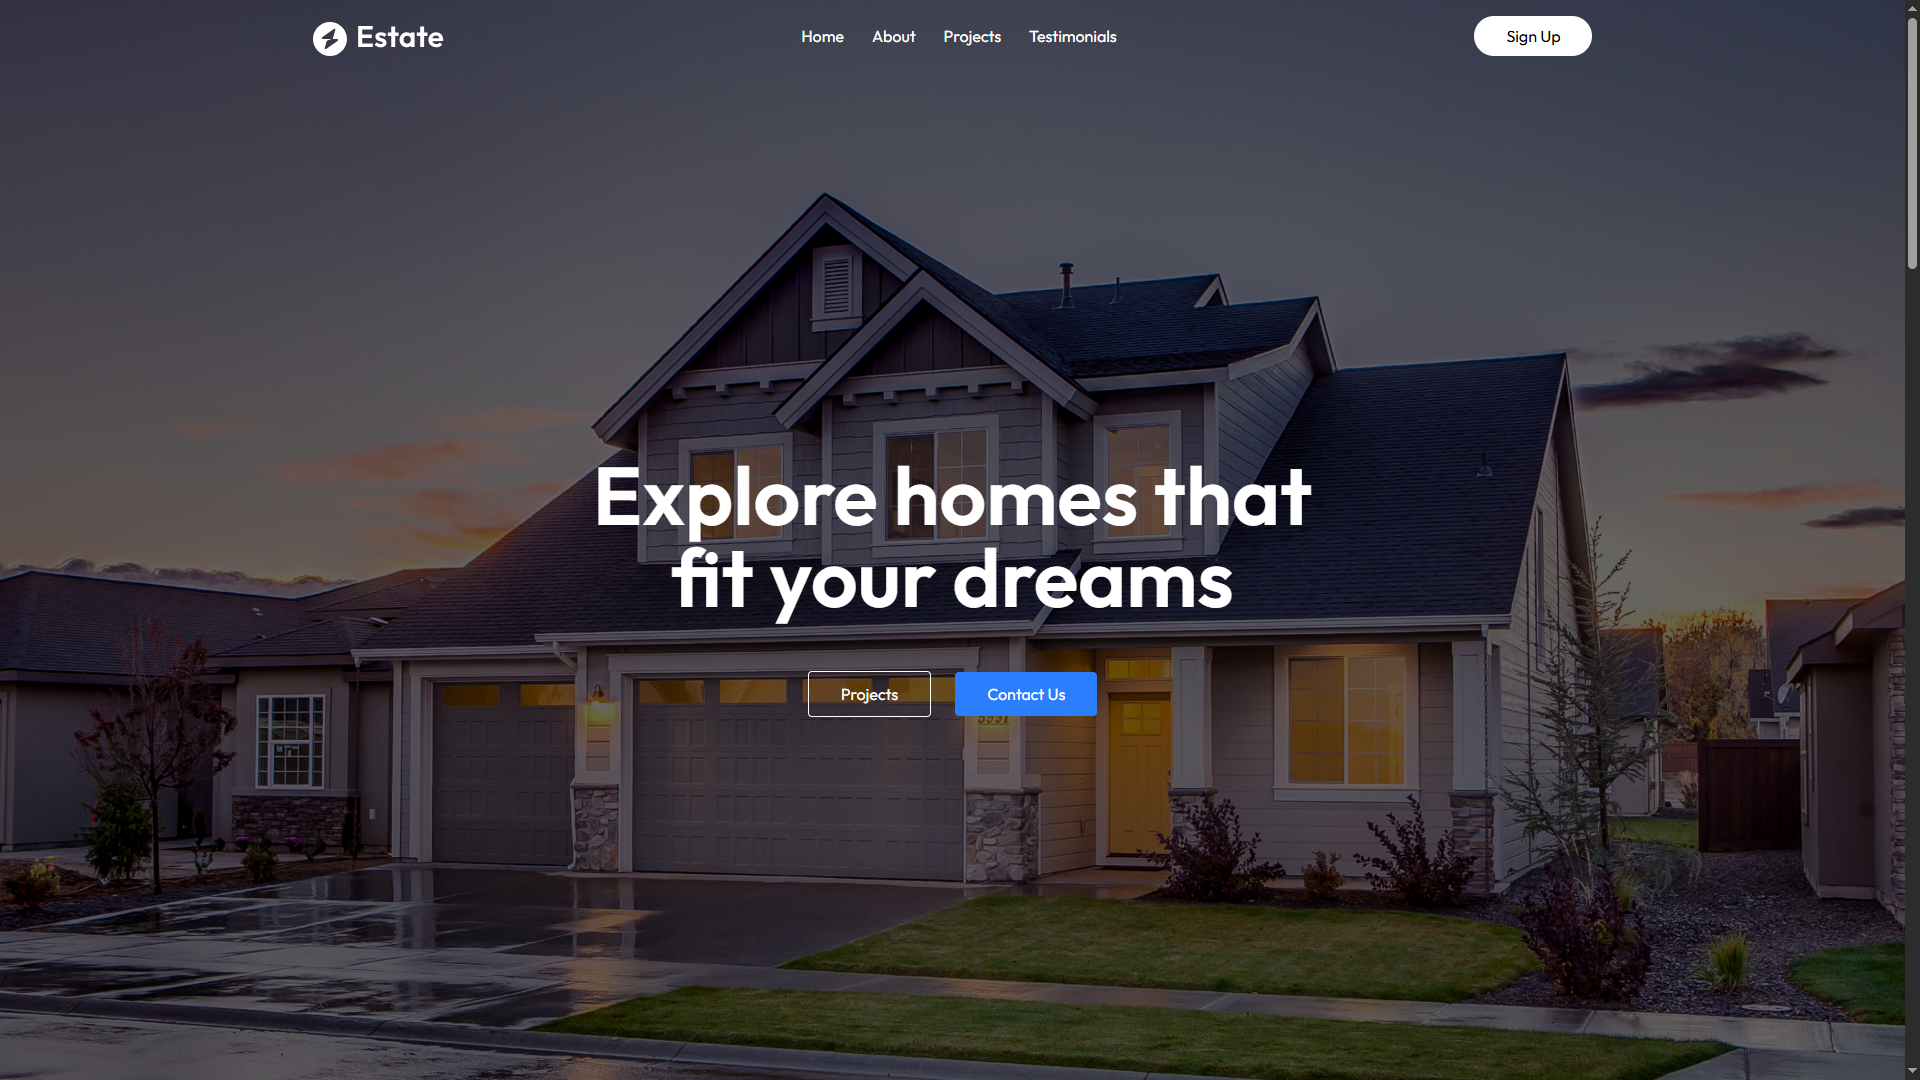 Estate
Home About Projects Testimonials
Sign Up
Explore homes that
fit your dreams
Projects
Contact Us